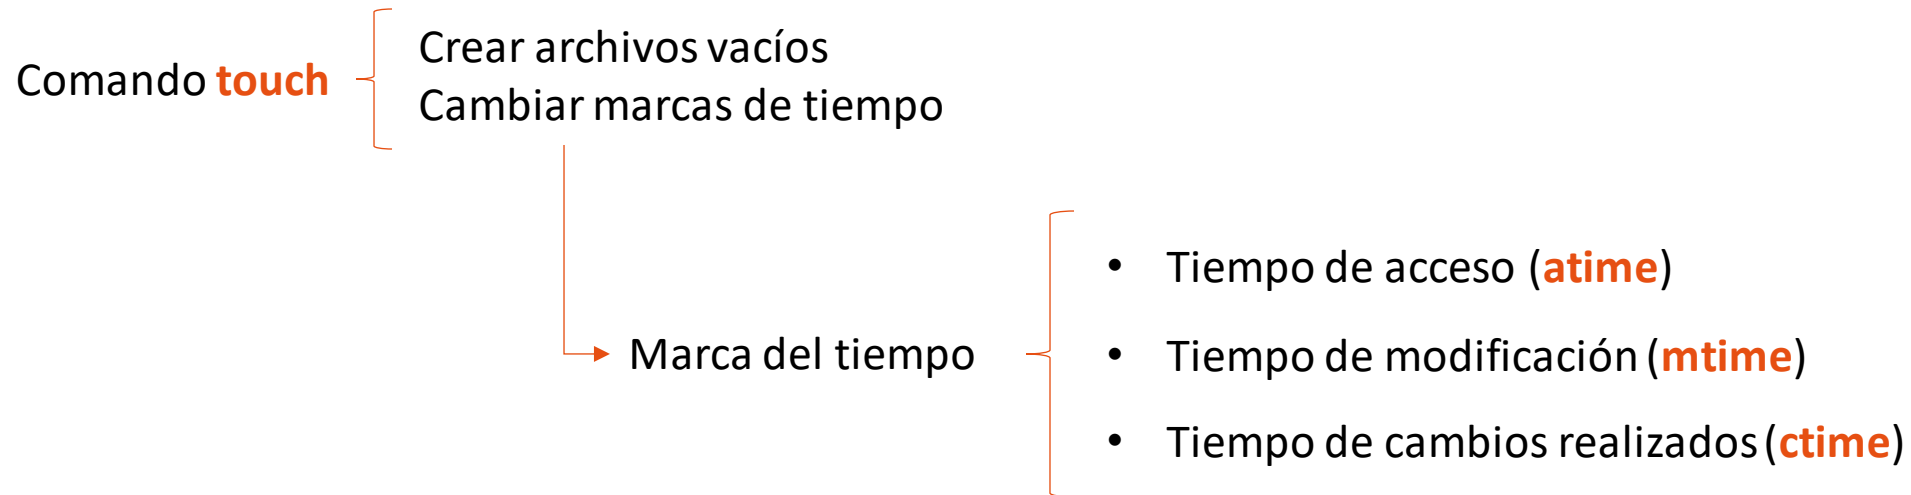 Comando touch
Crear archivos vacíos
Cambiar marcas de tiempo
Marca del tiempo
• Tiempo de acceso (atime)
• Tiempo de modificación (mtime)
• Tiempo de cambios realizados (ctime)